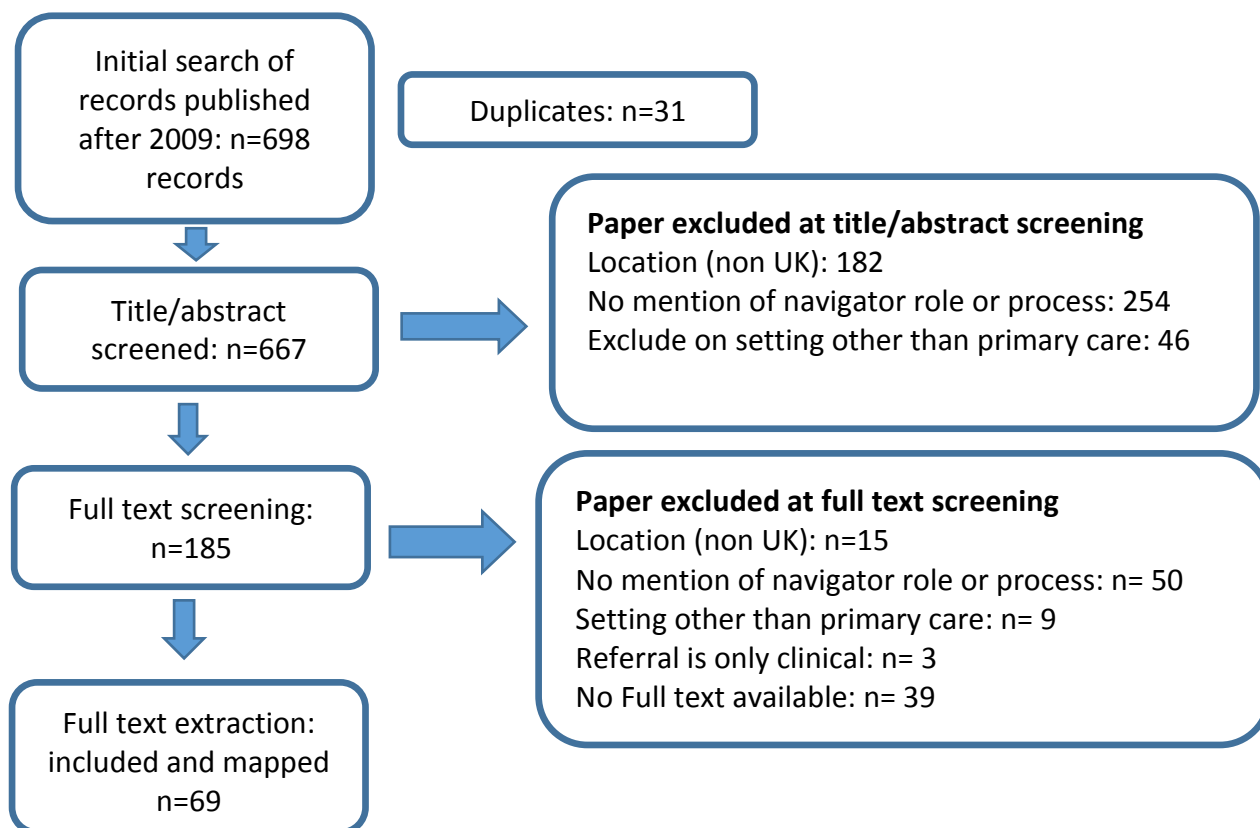 Initial search of
records published
after 2009: n=698
records
Duplicates: n=31
Title/abstract
screened: n=667
Paper excluded at title/abstract screening
Location (non UK): 182
No mention of navigator role or process: 254
Exclude on setting other than primary care: 46
Full text screening:
n=185
Paper excluded at full text screening
Location (non UK): n=15
No mention of navigator role or process: n= 50
Setting other than primary care: n= 9
Referral is only clinical: n= 3
No Full text available: n= 39
Full text extraction:
included and mapped
n=69